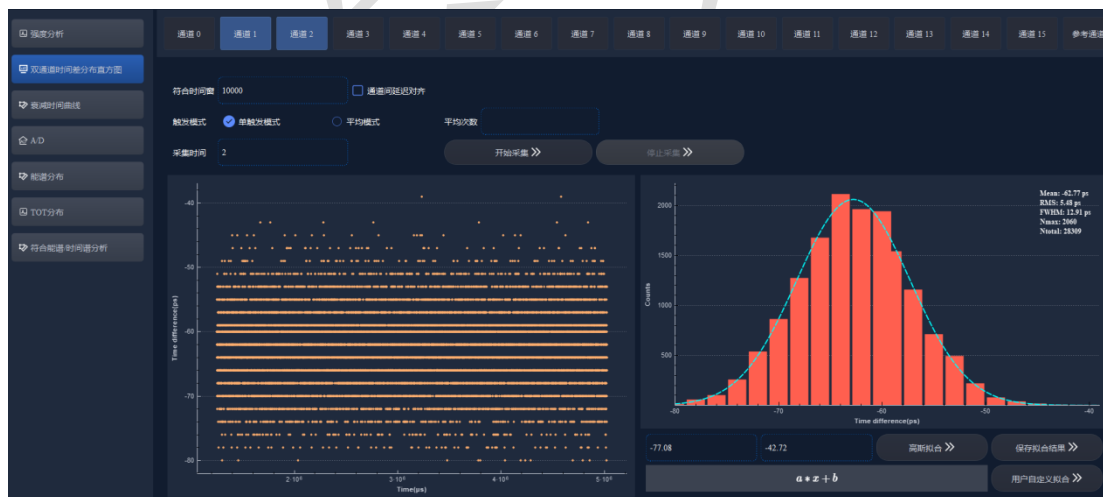 强度分析
双通道时间差分布直方图
衰减时间曲线
A/D
能谱分布
TOT分布
符合能谱-时间谱分析
通道 0 通道 1 通道 2 通道 3 通道 4 通道 5 通道 6 通道 7 通道 8 通道 9 通道 10 通道 11 通道 12 通道 13 通道 14 通道 15 参考通道
符合时间窗 10000 通道间延迟对齐
触发模式 单触发模式 平均模式 平均次数
采集时间 2 开始采集 停止采集
-40
-50
-60
-70
-80
Time difference(ps)
2·10⁶ 3·10⁶ 4·10⁶ 5·10⁶
Time(μs)
Mean: -62.77 ps
RMS: 5.48 ps
FWHM: 12.91 ps
Nmax: 2060
Ntotal: 28309
2000
1500
1000
500
Counts
-80 -70 -60 -50 -40
Time difference(ps)
-77.08 -42.72 高斯拟合 保存拟合结果
a * x + b 用户自定义拟合